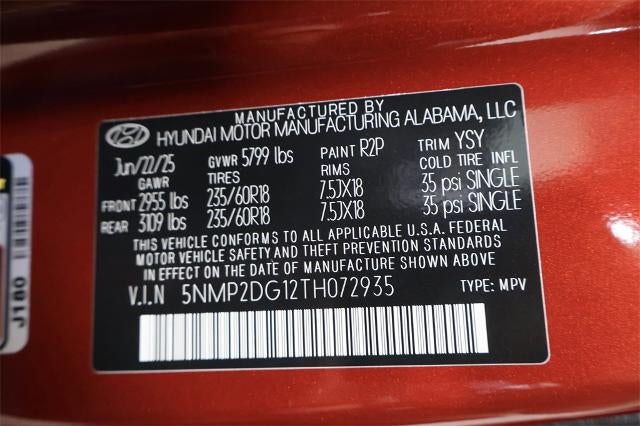 MANUFACTURED BY
HYUNDAI MOTOR MANUFACTURING ALABAMA, LLC
Jun/22/25 GVWR 5799 lbs PAINT R2P TRIM YSY
GAWR TIRES RIMS COLD TIRE INFL
FRONT 2955 lbs 235/60R18 7.5JX18 35 psi SINGLE
REAR 3109 lbs 235/60R18 7.5JX18 35 psi SINGLE
THIS VEHICLE CONFORMS TO ALL APPLICABLE U.S.A. FEDERAL
MOTOR VEHICLE SAFETY AND THEFT PREVENTION STANDARDS
IN EFFECT ON THE DATE OF MANUFACTURE SHOWN ABOVE
V.I.N 5NMP2DG12TH072935 TYPE: MPV
J180